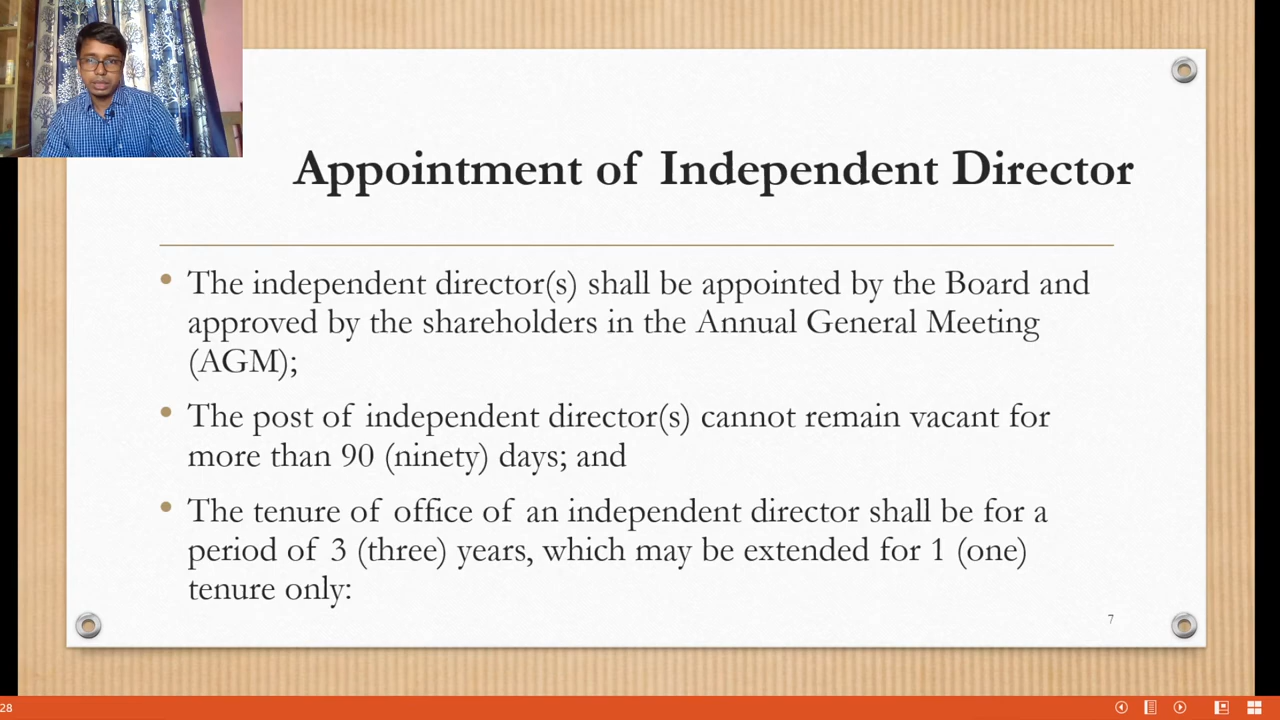 Appointment of Independent Director
The independent director(s) shall be appointed by the Board and
approved by the shareholders in the Annual General Meeting
(AGM);
The post of independent director(s) cannot remain vacant for
more than 90 (ninety) days; and
The tenure of office of an independent director shall be for a
period of 3 (three) years, which may be extended for 1 (one)
tenure only:
7
28